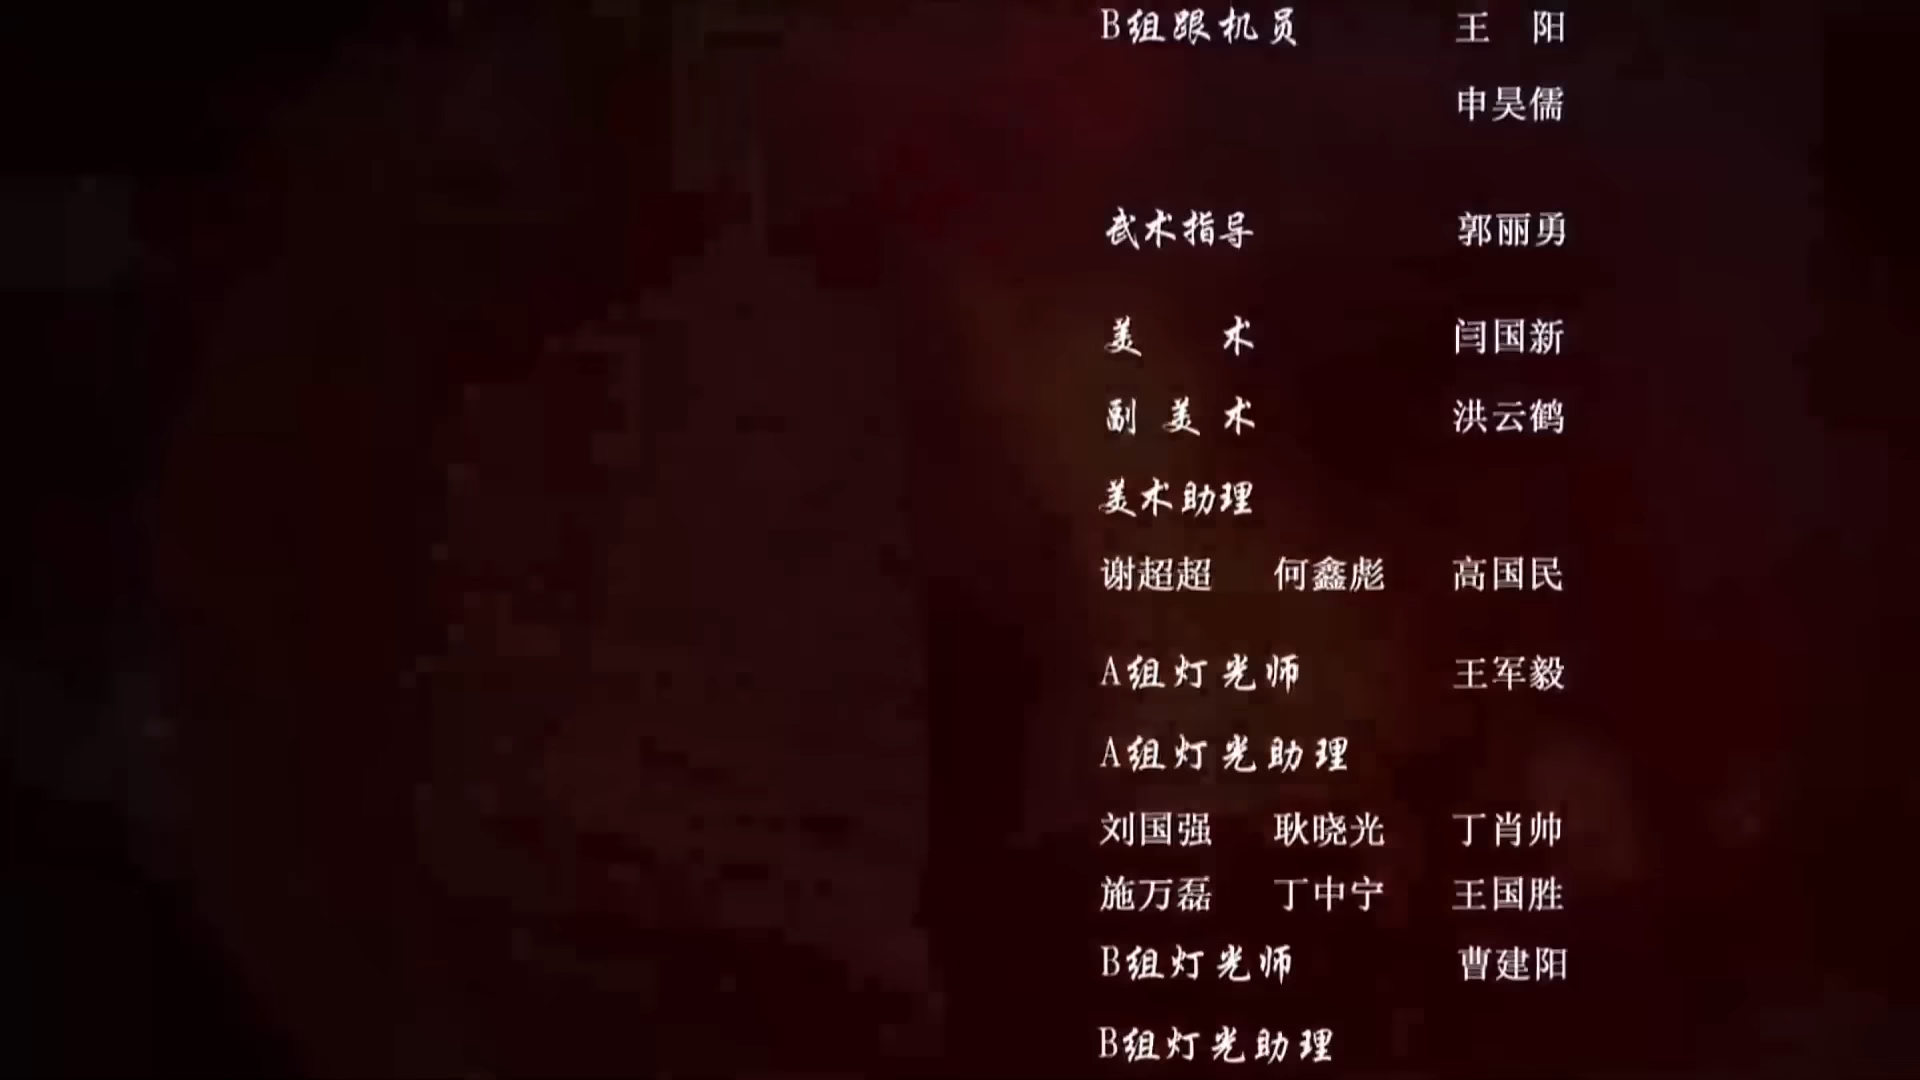 B组跟机员 王 阳
申昊儒
武术指导 郭丽勇
美 术 闫国新
副 美 术 洪云鹤
美术助理
谢超超 何鑫彪 高国民
A组灯光师 王军毅
A组灯光助理
刘国强 耿晓光 丁肖帅
施万磊 丁中宁 王国胜
B组灯光师 曹建阳
B组灯光助理